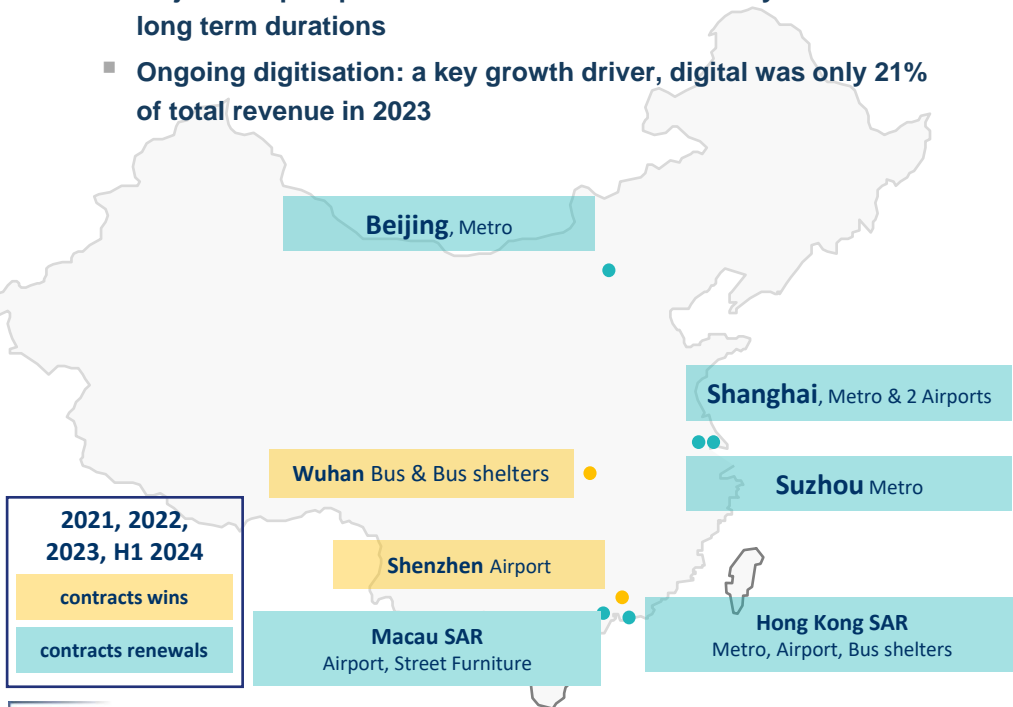 long term durations
Ongoing digitisation: a key growth driver, digital was only 21%
of total revenue in 2023
Beijing, Metro
Shanghai, Metro & 2 Airports
Wuhan Bus & Bus shelters
Suzhou Metro
2021, 2022,
2023, H1 2024
contracts wins
contracts renewals
Shenzhen Airport
Macau SAR
Airport, Street Furniture
Hong Kong SAR
Metro, Airport, Bus shelters